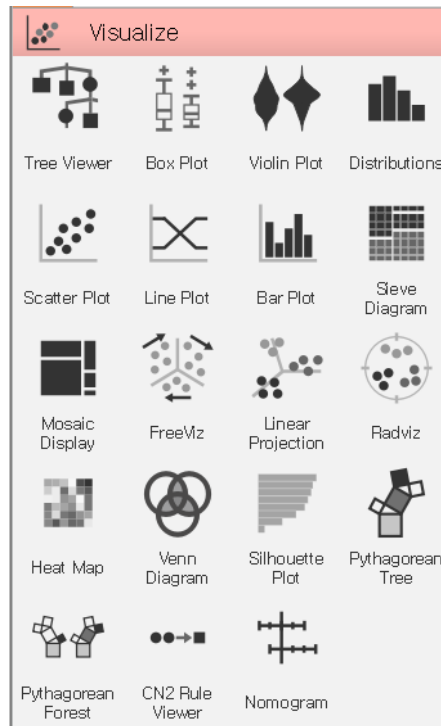 Visualize
Tree Viewer
Box Plot
Violin Plot
Distributions
Scatter Plot
Line Plot
Bar Plot
Sieve
Diagram
Mosaic
Display
FreeViz
Linear
Projection
Radviz
Heat Map
Venn
Diagram
Silhouette
Plot
Pythagorean
Tree
Pythagorean
Forest
CN2 Rule
Viewer
Nomogram